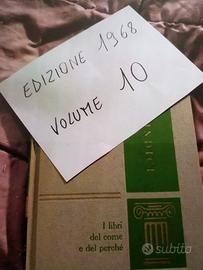 EDIZIONE 1968
VOLUME 10
I libri
del come
e del perché
subito